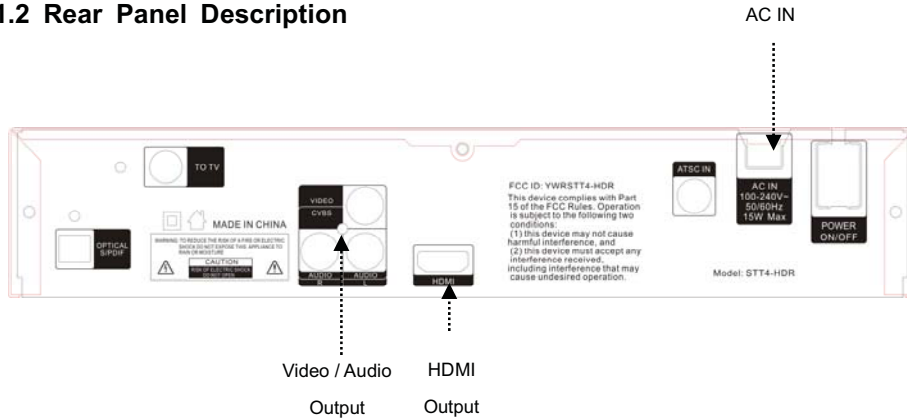 1.2 Rear Panel Description
AC IN
TO TV
OPTICAL
S/PDIF
MADE IN CHINA
WARNING: TO REDUCE THE RISK OF A FIRE OR ELECTRIC
SHOCK DO NOT EXPOSE THIS APPLIANCE TO
RAIN OR MOISTURE
CAUTION
RISK OF ELECTRIC SHOCK
DO NOT OPEN
VIDEO
CVBS
AUDIO
R
AUDIO
L
HDMI
FCC ID: YWRSTT4-HDR
This device complies with Part
15 of the FCC Rules. Operation
is subject to the following two
conditions:
(1) this device may not cause
harmful interference, and
(2) this device must accept any
interference received,
including interference that may
cause undesired operation.
ATSC IN
AC IN
100-240V~
50/60Hz
15W Max
POWER
ON/OFF
Model: STT4-HDR
Video / Audio
Output
HDMI
Output